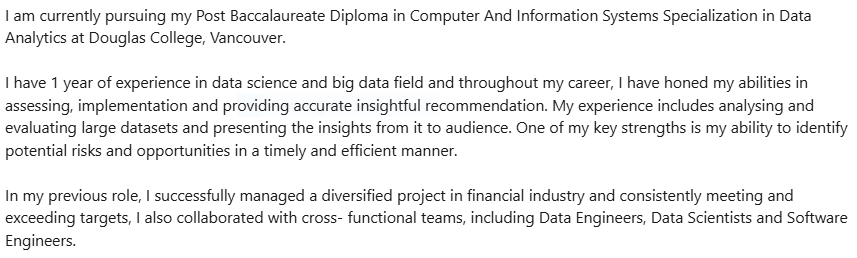 I am currently pursuing my Post Baccalaureate Diploma in Computer And Information Systems Specialization in Data
Analytics at Douglas College, Vancouver.
I have 1 year of experience in data science and big data field and throughout my career, I have honed my abilities in
assessing, implementation and providing accurate insightful recommendation. My experience includes analysing and
evaluating large datasets and presenting the insights from it to audience. One of my key strengths is my ability to identify
potential risks and opportunities in a timely and efficient manner.
In my previous role, I successfully managed a diversified project in financial industry and consistently meeting and
exceeding targets, I also collaborated with cross- functional teams, including Data Engineers, Data Scientists and Software
Engineers.